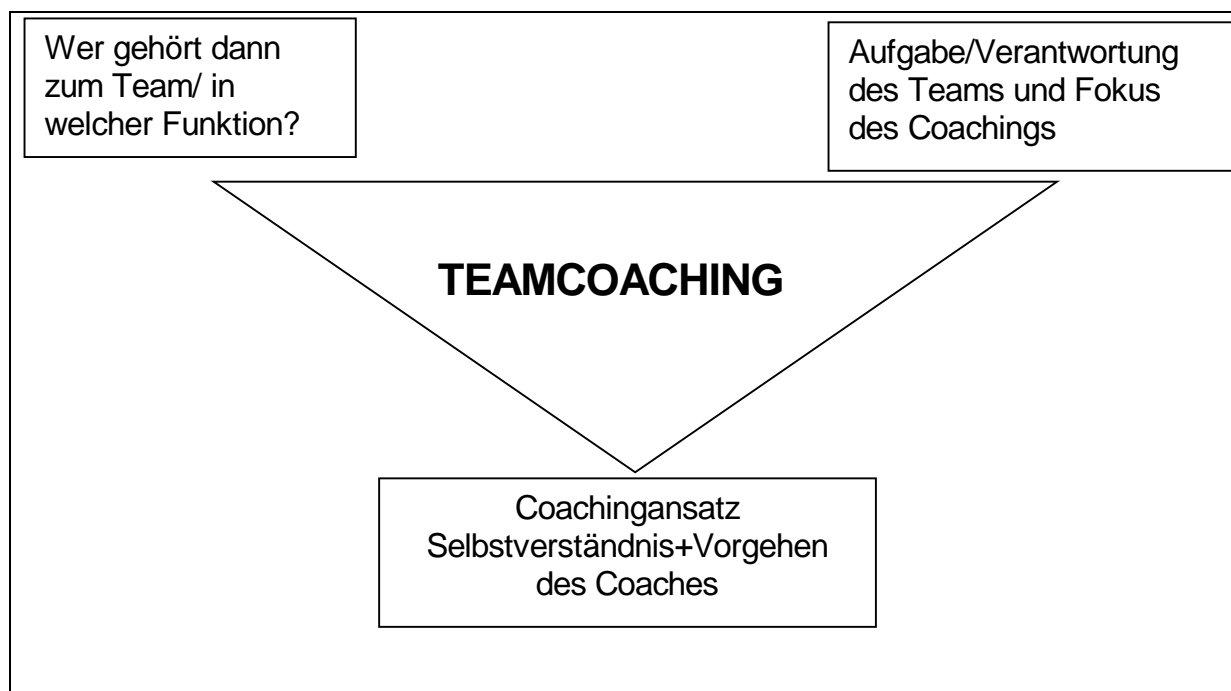 Wer gehört dann
zum Team/ in
welcher Funktion?
Aufgabe/Verantwortung
des Teams und Fokus
des Coachings
TEAMCOACHING
Coachingansatz
Selbstverständnis+Vorgehen
des Coaches